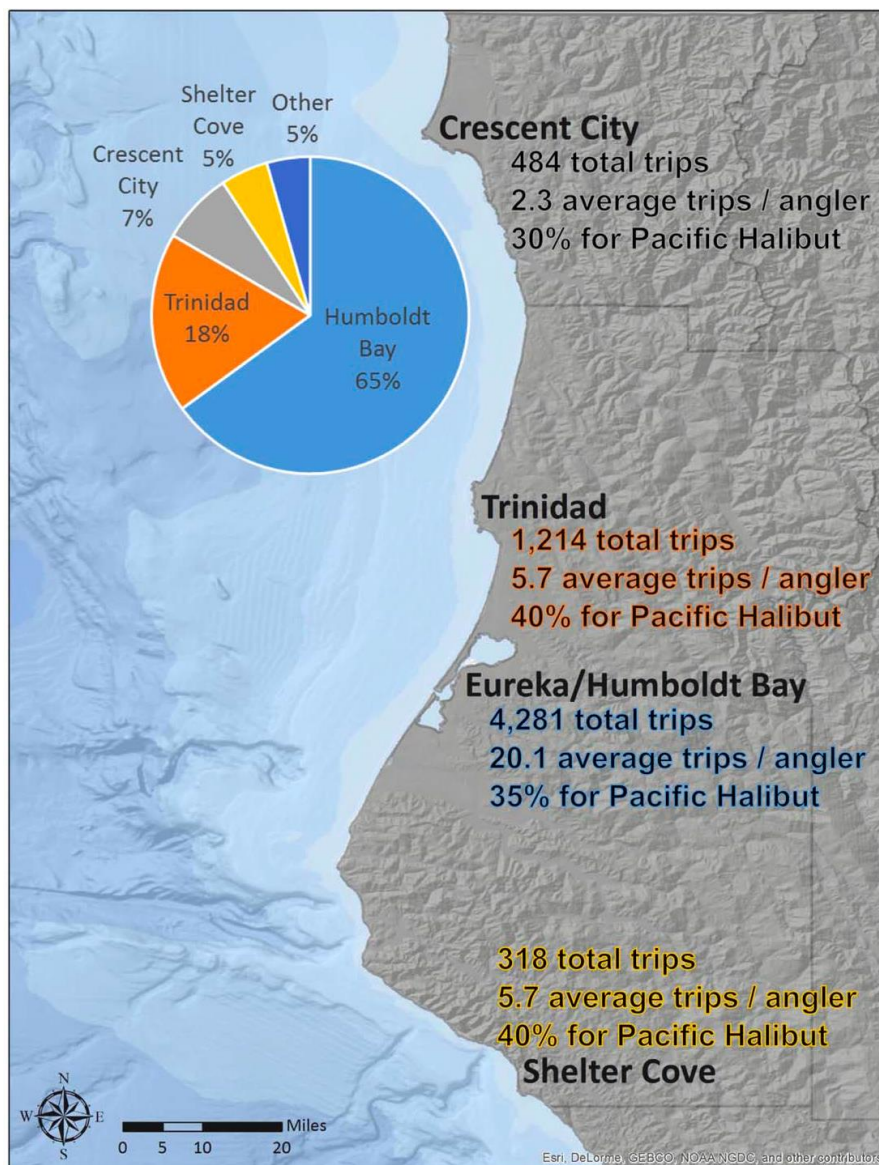 Shelter
Cove
5%
Other
5%
Crescent
City
7%
Trinidad
18%
Humboldt
Bay
65%
Crescent City
484 total trips
2.3 average trips / angler
30% for Pacific Halibut
Trinidad
1,214 total trips
5.7 average trips / angler
40% for Pacific Halibut
Eureka/Humboldt Bay
4,281 total trips
20.1 average trips / angler
35% for Pacific Halibut
318 total trips
5.7 average trips / angler
40% for Pacific Halibut
Shelter Cove
N
W E
S
Miles
0 5 10 20
Esri, DeLorme, GEBCO, NOAA NGDC, and other contributors